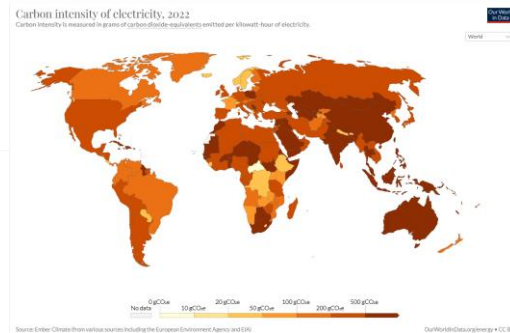 Carbon intensity of electricity, 2022
Carbon intensity is measured in grams of carbon dioxide-equivalents emitted per kilowatt-hour of electricity.
Our World
in Data
World
No data
0 gCO₂e
10 gCO₂e
20 gCO₂e
50 gCO₂e
100 gCO₂e
200 gCO₂e
500 gCO₂e
Source: Ember Climate (from various sources including the European Environment Agency and EIA)
OurWorldInData.org/energy • CC B